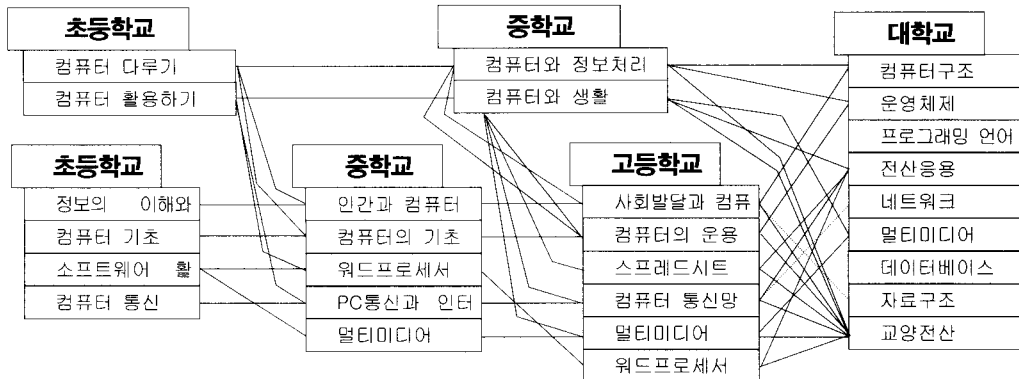 초등학교
컴퓨터 다루기
컴퓨터 활용하기
중학교
컴퓨터와 정보처리
컴퓨터와 생활
대학교
컴퓨터구조
운영체제
프로그래밍 언어
전산응용
네트워크
멀티미디어
데이터베이스
자료구조
교양전산
초등학교
정보의 이해와
컴퓨터 기초
소프트웨어 활
컴퓨터 통신
중학교
인간과 컴퓨터
컴퓨터의 기초
워드프로세서
PC통신과 인터
멀티미디어
고등학교
사회발달과 컴퓨
컴퓨터의 운용
스프레드시트
컴퓨터 통신망
멀티미디어
워드프로세서